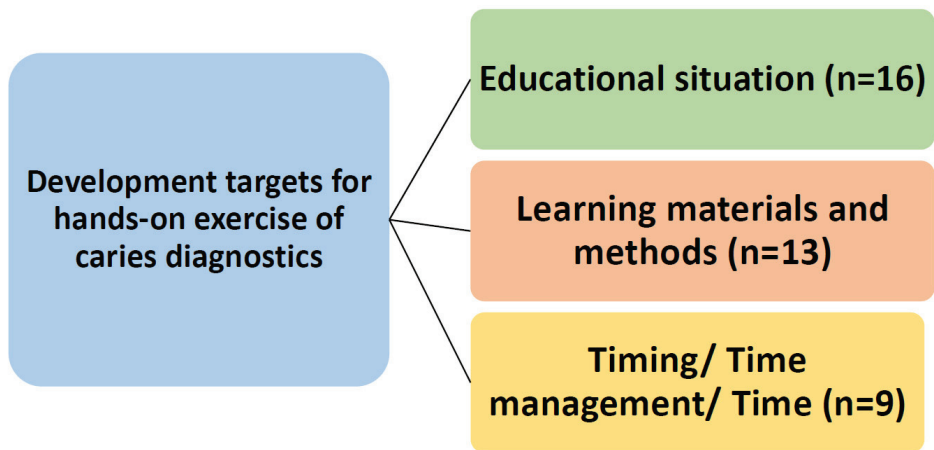 Development targets for
hands-on exercise of
caries diagnostics
Educational situation (n=16)
Learning materials and
methods (n=13)
Timing/ Time
management/ Time (n=9)